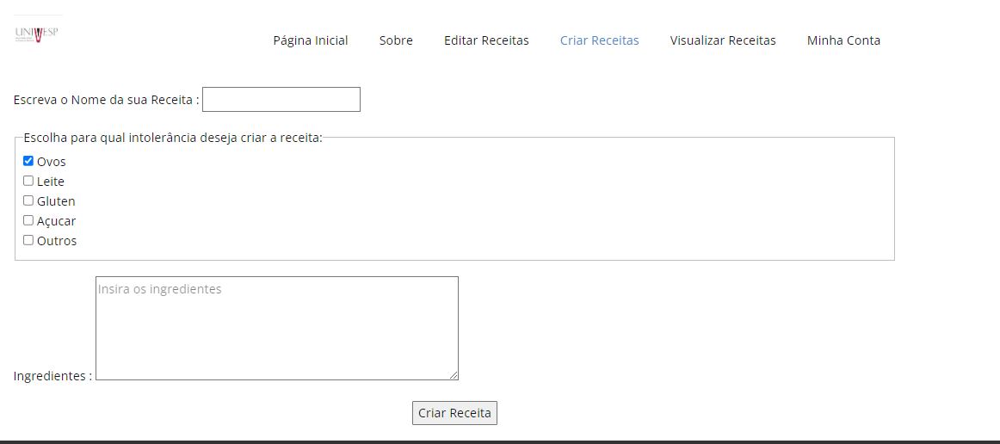 UNIVESP
Página Inicial Sobre Editar Receitas Criar Receitas Visualizar Receitas Minha Conta
Escreva o Nome da sua Receita :
Escolha para qual intolerância deseja criar a receita:
Ovos
Leite
Gluten
Açucar
Outros
Insira os ingredientes
Ingredientes :
Criar Receita